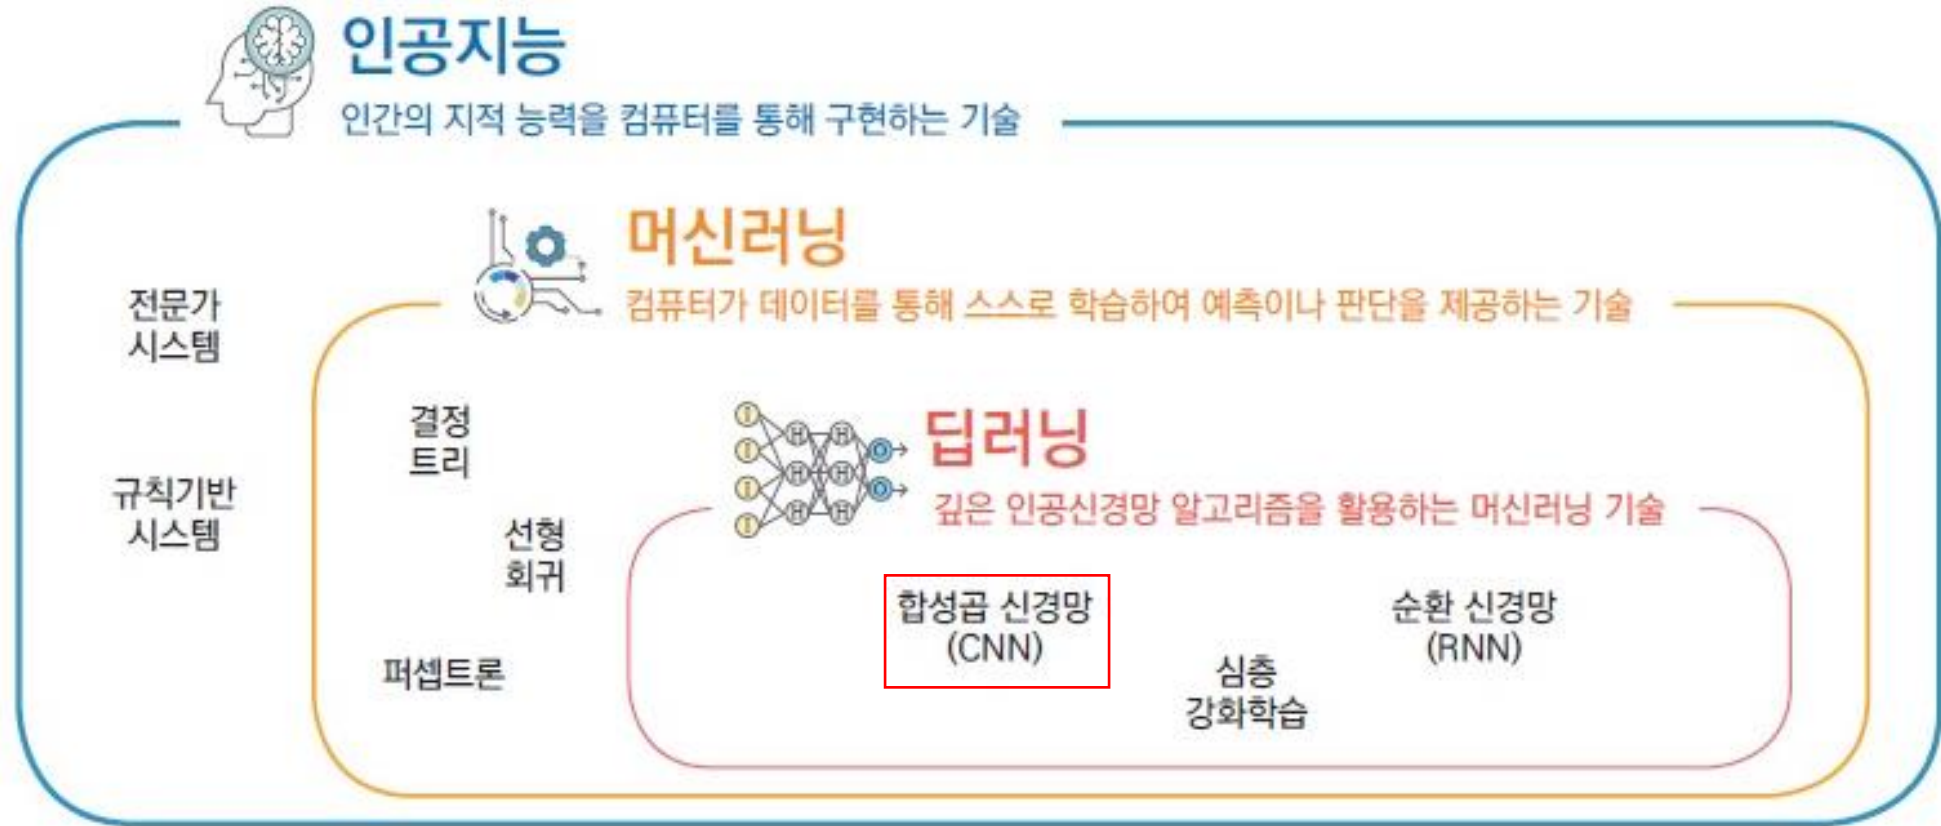 인공지능
인간의 지적 능력을 컴퓨터를 통해 구현하는 기술
머신러닝
컴퓨터가 데이터를 통해 스스로 학습하여 예측이나 판단을 제공하는 기술
전문가
시스템
규칙기반
시스템
결정
트리
선형
회귀
퍼셉트론
I
I
I
I
H
H
H
H
H
H
O
O
딥러닝
깊은 인공신경망 알고리즘을 활용하는 머신러닝 기술
합성곱 신경망
(CNN)
심층
강화학습
순환 신경망
(RNN)